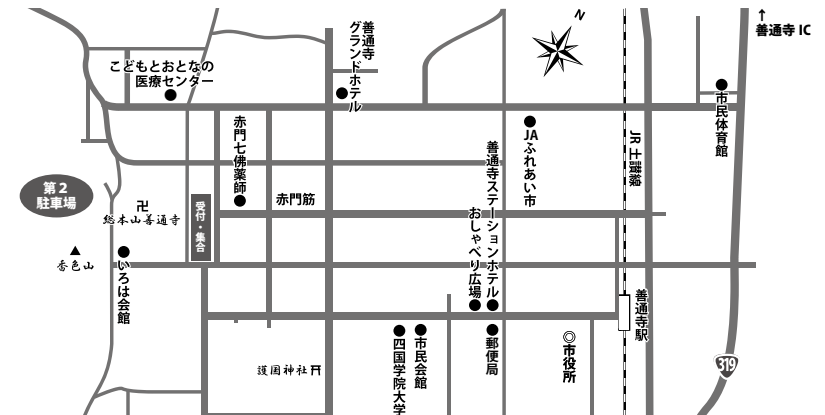 N
↑
善通寺 IC
善通寺
グランドホテル
こどもとおとなの
医療センター
市民体育館
赤門七佛薬師
JAふれあい市
JR 土讃線
善通寺ステーションホテル
おしゃべり広場
第2
駐車場
卍
総本山善通寺
受付・集合
赤門筋
▲
香色山
いろは会館
善通寺駅
四国学院大学
市民会館
郵便局
◎市役所
護国神社
319